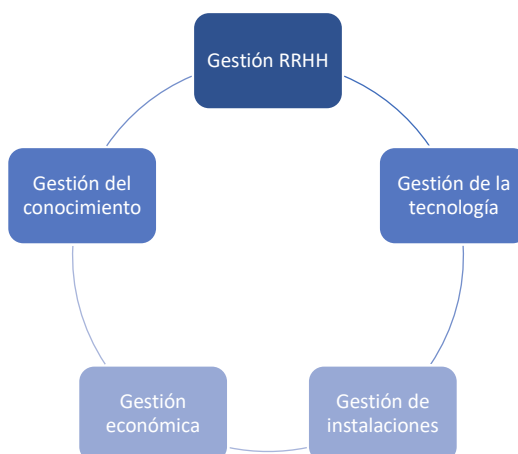 Gestión RRHH
Gestión de la
tecnología
Gestión de
instalaciones
Gestión
económica
Gestión del
conocimiento